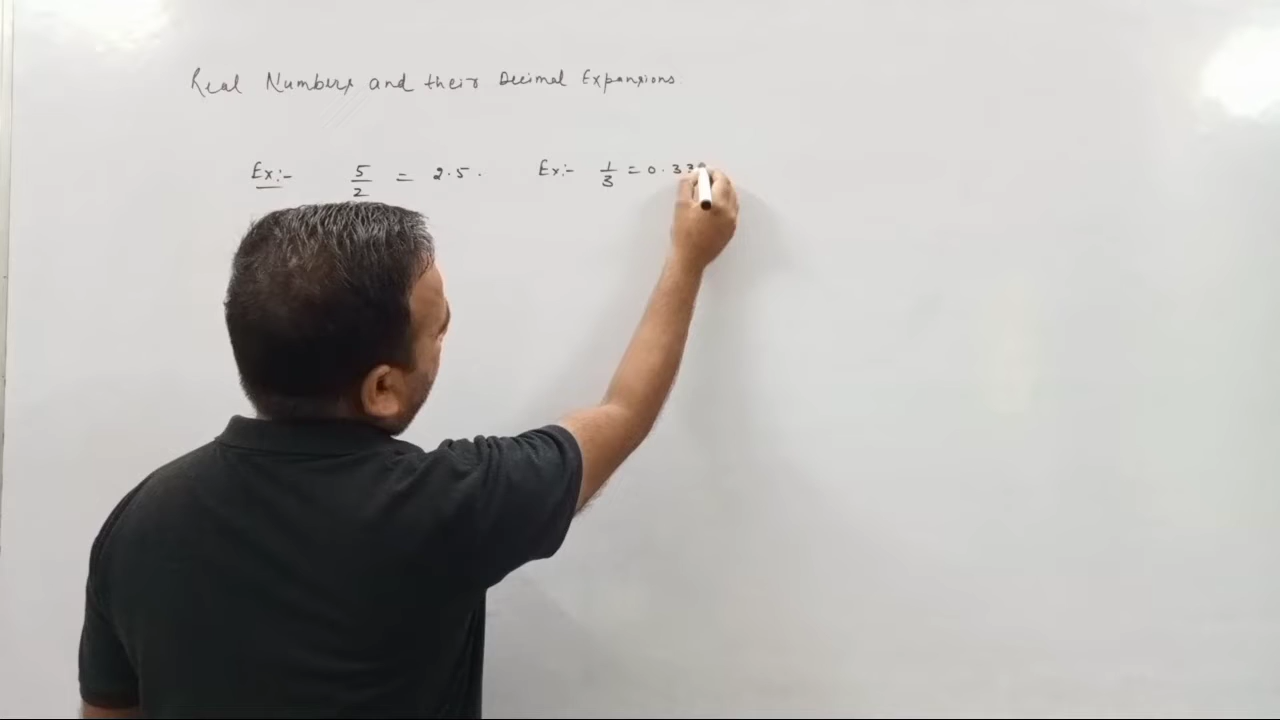 Real Numbers and their Decimal Expansions.
Ex:- 5/2 = 2.5. Ex:- 1/3 = 0.33